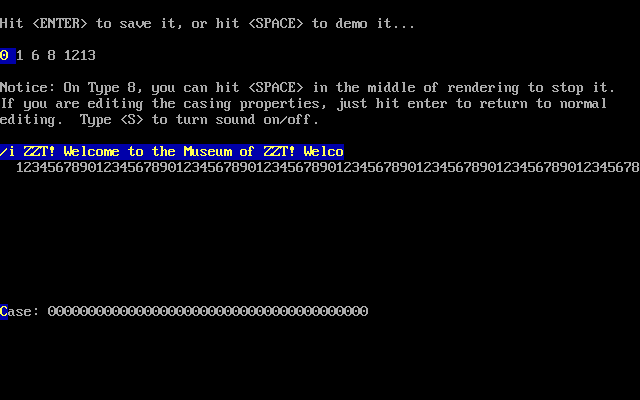 Hit <ENTER> to save it, or hit <SPACE> to demo it...
0 1 6 8 1213
Notice: On Type 8, you can hit <SPACE> in the middle of rendering to stop it.
If you are editing the casing properties, just hit enter to return to normal
editing.  Type <S> to turn sound on/off.
/i ZZT! Welcome to the Museum of ZZT! Welco
123456789012345678901234567890123456789012345678901234567890123456789012345678
Case: 0000000000000000000000000000000000000000